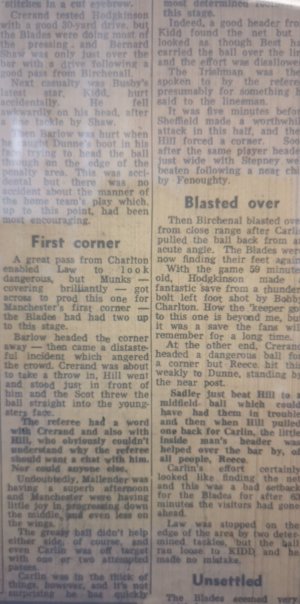 stitches in a cut eyebrow.
Crerand tested Hodgkinson
with a good 30-yard drive, but
the Blades were doing most of
the pressing, and Bernard
Shaw was only just over the
bar with a drive following a
good pass from Birchenall.
Next casualty was Busby's
latest star, Kidd, hurt
accidentally. He fell
awkwardly on his head, after
a tackle by Shaw.
Then Barlow was hurt when
he caught Dunne's boot in his
face trying to head the ball
away on the edge of the
penalty area. This was acci-
dental but there was no
accident about the manner of
the home team's play which,
up to this point, had been
most encouraging.
First corner
A great pass from Charlton
enabled Law to look
dangerous, but Munks —
covering brilliantly — got
across to prod this one for
Manchester's first corner —
the Blades had had two up
to this stage.
Barlow headed the corner
away — then came a distaste-
ful incident which angered
the crowd. Crerand was about
to take a throw in, Hill went
and stood just in front of
him and the Scot threw the
ball straight into the young-
sters face.
The referee had a word
with Crerand and also with
Hill, who obviously couldn't
understand why the referee
should want a chat with him.
Nor could anyone else.
Undoubtedly, Mallender was
having a superb afternoon
and Manchester were having
little joy in progressing down
the middle, and even less on
the wings.
The greasy ball didn't help
either side, of course, and
even Carlin was off target
with one or two attempted
passes.
Carlin was in the thick of
things, however, and it's not
surprising he has quickly
most determined
this stage.
Indeed, a good header from
Kidd found the net but
looked as though Best
carried the ball over the
and the effort was disallowed
The Irishman was
spoken to by the referee
presumably for something
said to the linesman.
It was five minutes before
Sheffield made a worthwhile
attack in this half, and then
Hill forced a corner. Soon
after the same player headed
just wide with Stepney
beaten following a near
by Fenoughty.
Blasted over
Then Birchenal blasted over
from close range after Carlin
pulled the ball back from
acute angle. The Blades were
now finding their feet again
With the game 59 minutes
old, Hodgkinson made
fantastic save from a thunder
bolt left foot shot by Bobby
Charlton. How the 'keeper got
to this one is beyond me, but
it was a save the fans will
remember for a long time.
At the other end, Crerand
headed a dangerous ball for
a corner but Reece hit this
weakly to Dunne, standing by
the near post.
Sadler just beat Hill to a
midfield ball which could
have had them in trouble
and then when Hill pulled
one back for Carlin, the little
inside man's header was
helped over the bar by, of
all people, Reece.
Carlin's effort certainly
looked like finding the net
and this was a bad setback
for the Blades for after 63
minutes the visitors had gone
ahead.
Law was stopped on the
edge of the area by two deter-
mined tackles, but the ball
ran loose to KIDD and he
made no mistake.
Unsettled
The Blades seemed very